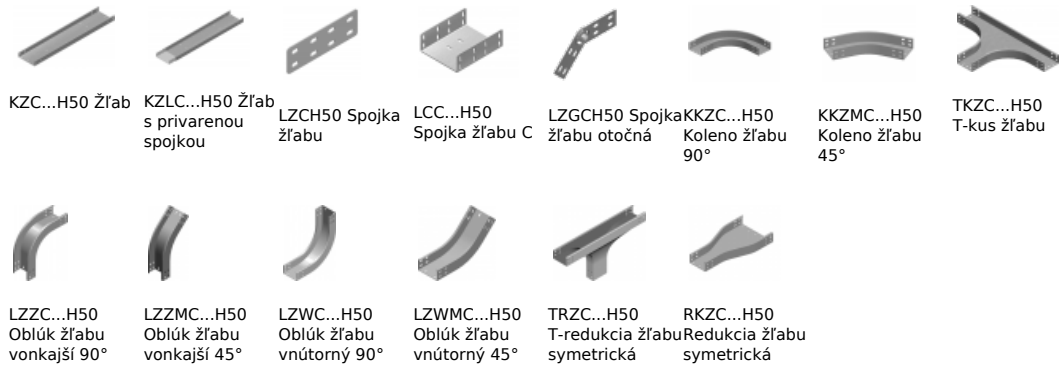 KZC...H50 Žľab
KZLC...H50 Žľab
s privarenou
spojkou
LZCH50 Spojka
žľabu
LCC...H50
Spojka žľabu C
LZGCH50 Spojka
žľabu otočná
KKZC...H50
Koleno žľabu
90°
KKZMC...H50
Koleno žľabu
45°
TKZC...H50
T-kus žľabu
LZZC...H50
Oblúk žľabu
vonkajší 90°
LZZMC...H50
Oblúk žľabu
vonkajší 45°
LZWC...H50
Oblúk žľabu
vnútorný 90°
LZWMC...H50
Oblúk žľabu
vnútorný 45°
TRZC...H50
T-redukcia žľabu
symetrická
RKZC...H50
Redukcia žľabu
symetrická